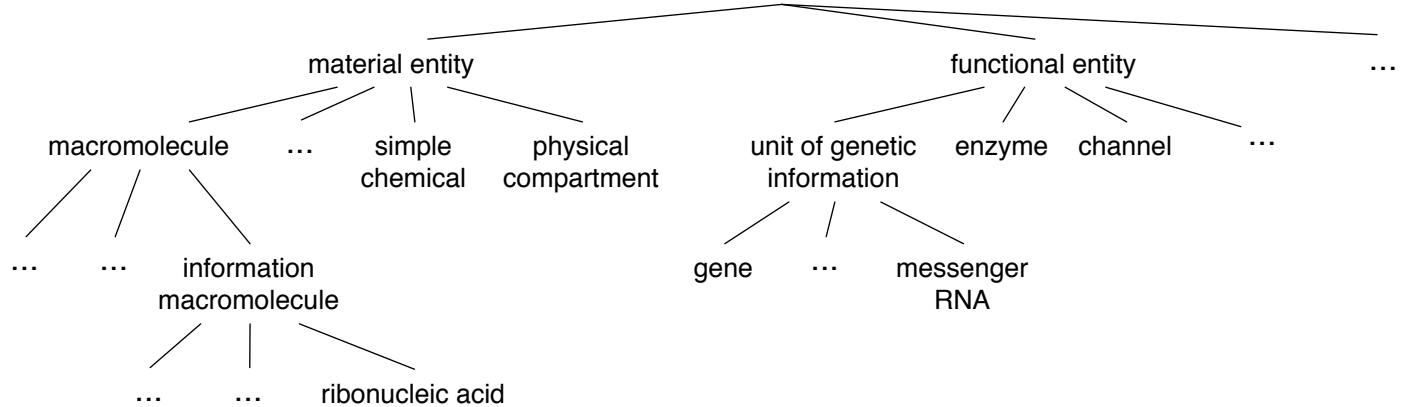 material entity
functional entity
...
macromolecule
...
simple
chemical
physical
compartment
unit of genetic
information
enzyme
channel
...
...
...
information
macromolecule
gene
...
messenger
RNA
...
...
ribonucleic acid